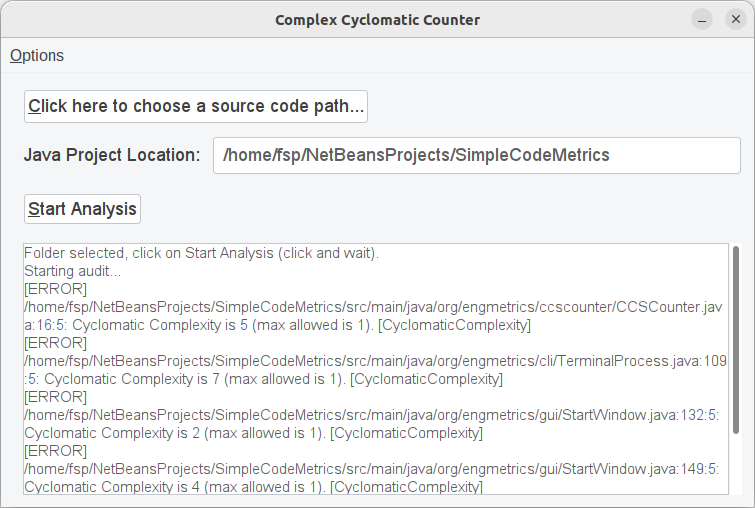 Complex Cyclomatic Counter
Options
Click here to choose a source code path...
Java Project Location: /home/fsp/NetBeansProjects/SimpleCodeMetrics
Start Analysis
Folder selected, click on Start Analysis (click and wait).
Starting audit...
[ERROR]
/home/fsp/NetBeansProjects/SimpleCodeMetrics/src/main/java/org/engmetrics/ccscounter/CCSCounter.jav
a:16:5: Cyclomatic Complexity is 5 (max allowed is 1). [CyclomaticComplexity]
[ERROR]
/home/fsp/NetBeansProjects/SimpleCodeMetrics/src/main/java/org/engmetrics/cli/TerminalProcess.java:109
:5: Cyclomatic Complexity is 7 (max allowed is 1). [CyclomaticComplexity]
[ERROR]
/home/fsp/NetBeansProjects/SimpleCodeMetrics/src/main/java/org/engmetrics/gui/StartWindow.java:132:5:
Cyclomatic Complexity is 2 (max allowed is 1). [CyclomaticComplexity]
[ERROR]
/home/fsp/NetBeansProjects/SimpleCodeMetrics/src/main/java/org/engmetrics/gui/StartWindow.java:149:5:
Cyclomatic Complexity is 4 (max allowed is 1). [CyclomaticComplexity]